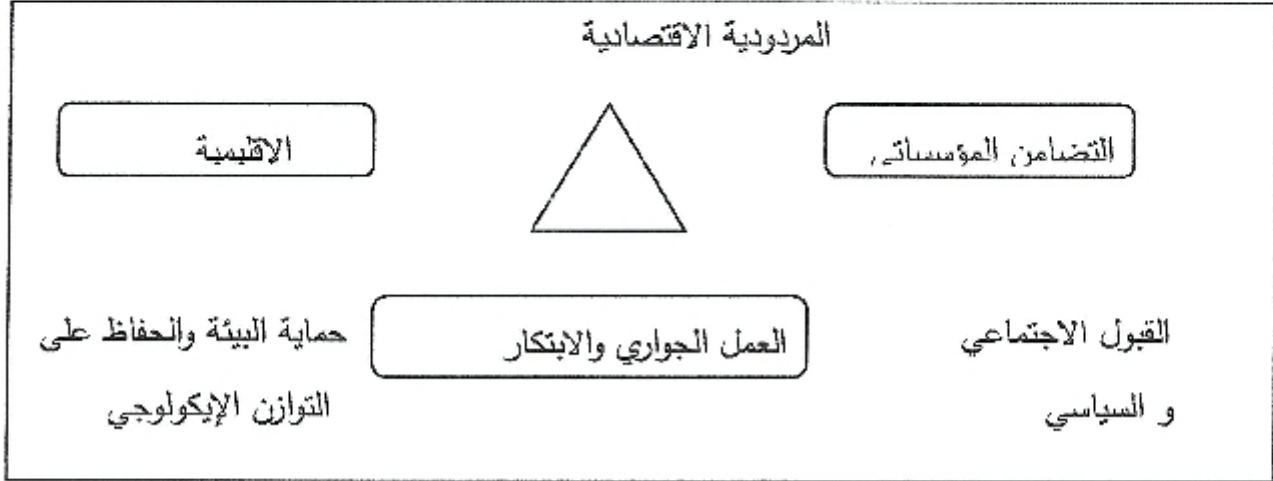 المردودية الاقتصادية
التضامن المؤسساتي
الاقليمية
القبول الاجتماعي
و السياسي
العمل الجواري والابتكار
حماية البيئة والحفاظ على
التوازن الإيكولوجي